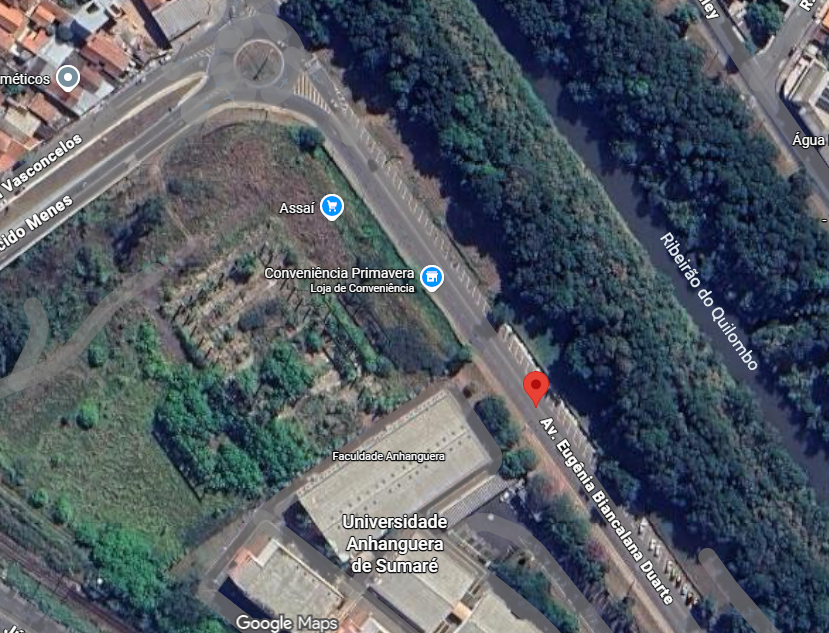 ley
R.
méticos
Água
Vasconcelos
cido Menes
Assaí
Conveniência Primavera
Loja de Conveniência
Ribeirão do Quilombo
Av. Eugênia Biancalana Duarte
Faculdade Anhanguera
Universidade
Anhanguera
de Sumaré
Google Maps